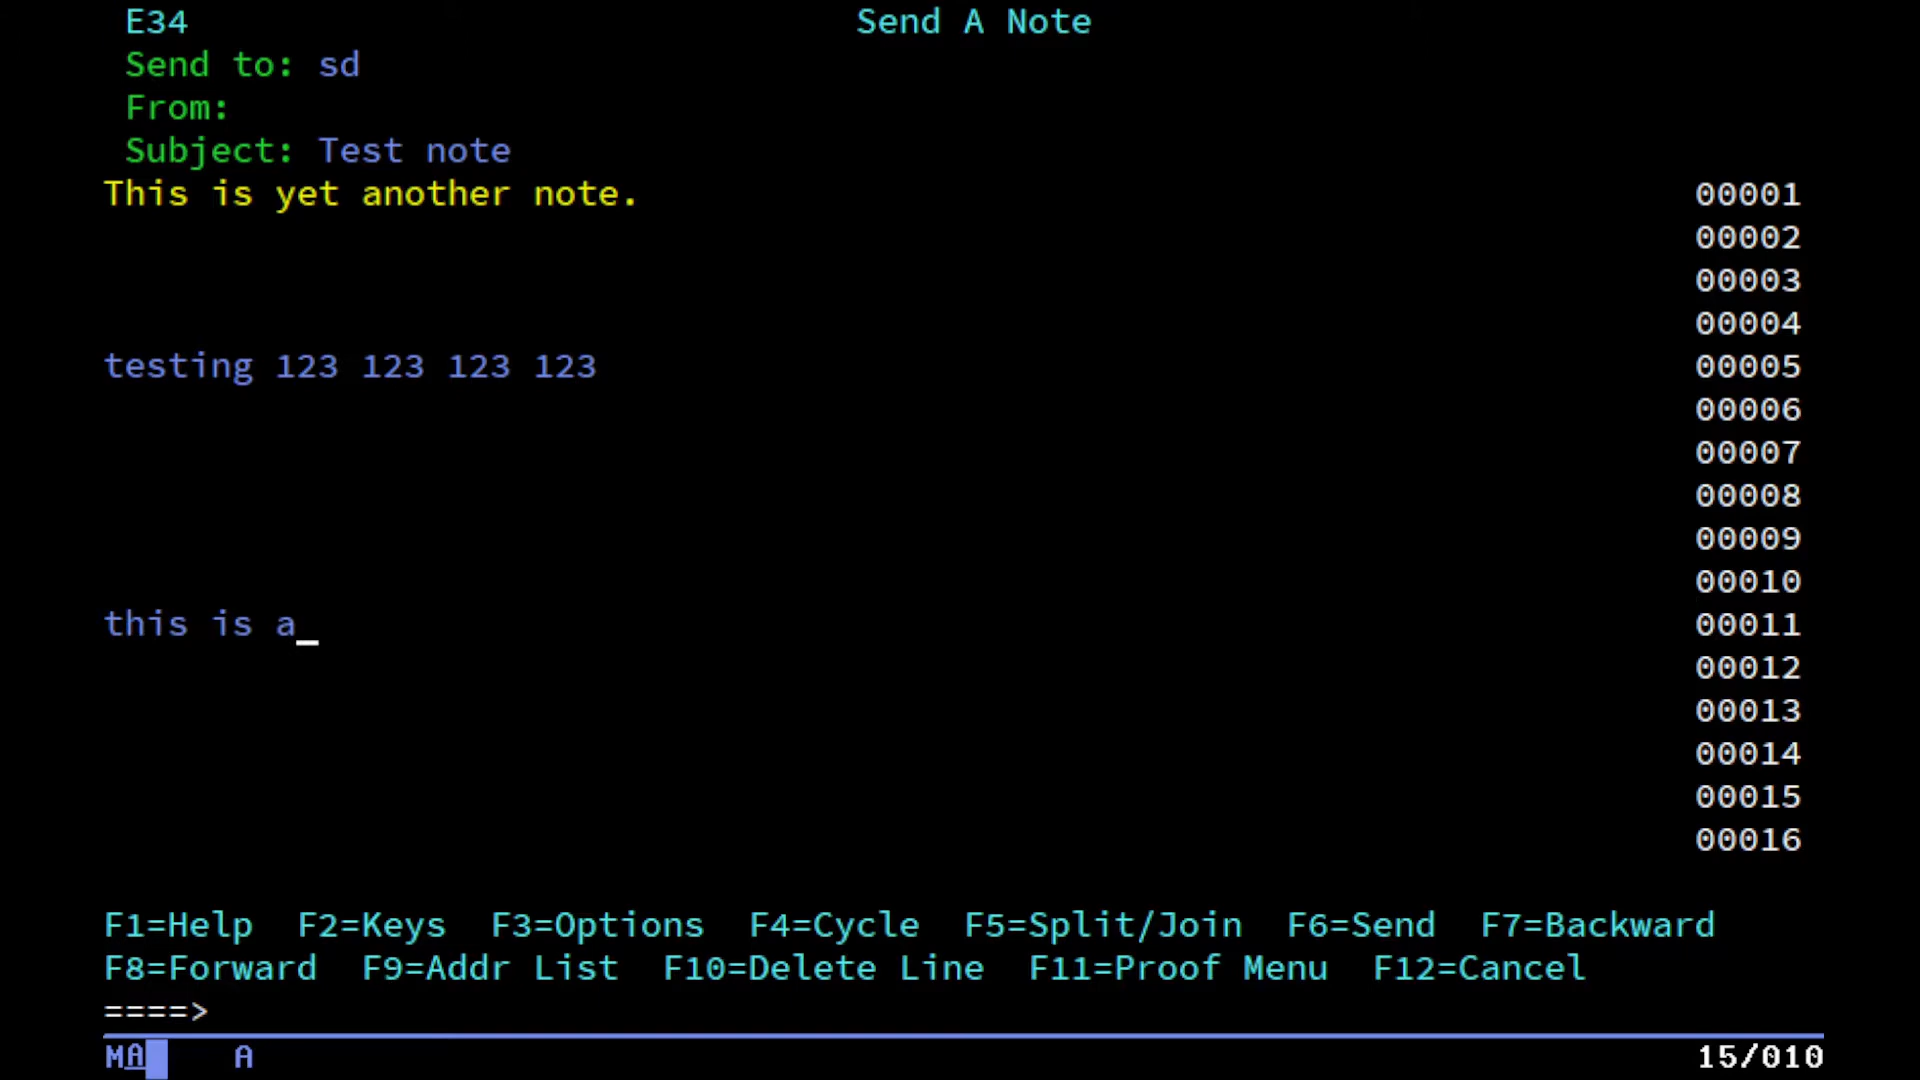 E34 Send A Note
Send to: sd
From:
Subject: Test note
This is yet another note. 00001
00002
00003
00004
testing 123 123 123 123 00005
00006
00007
00008
00009
00010
this is a_ 00011
00012
00013
00014
00015
00016
F1=Help F2=Keys F3=Options F4=Cycle F5=Split/Join F6=Send F7=Backward
F8=Forward F9=Addr List F10=Delete Line F11=Proof Menu F12=Cancel
====>
MA A 15/010